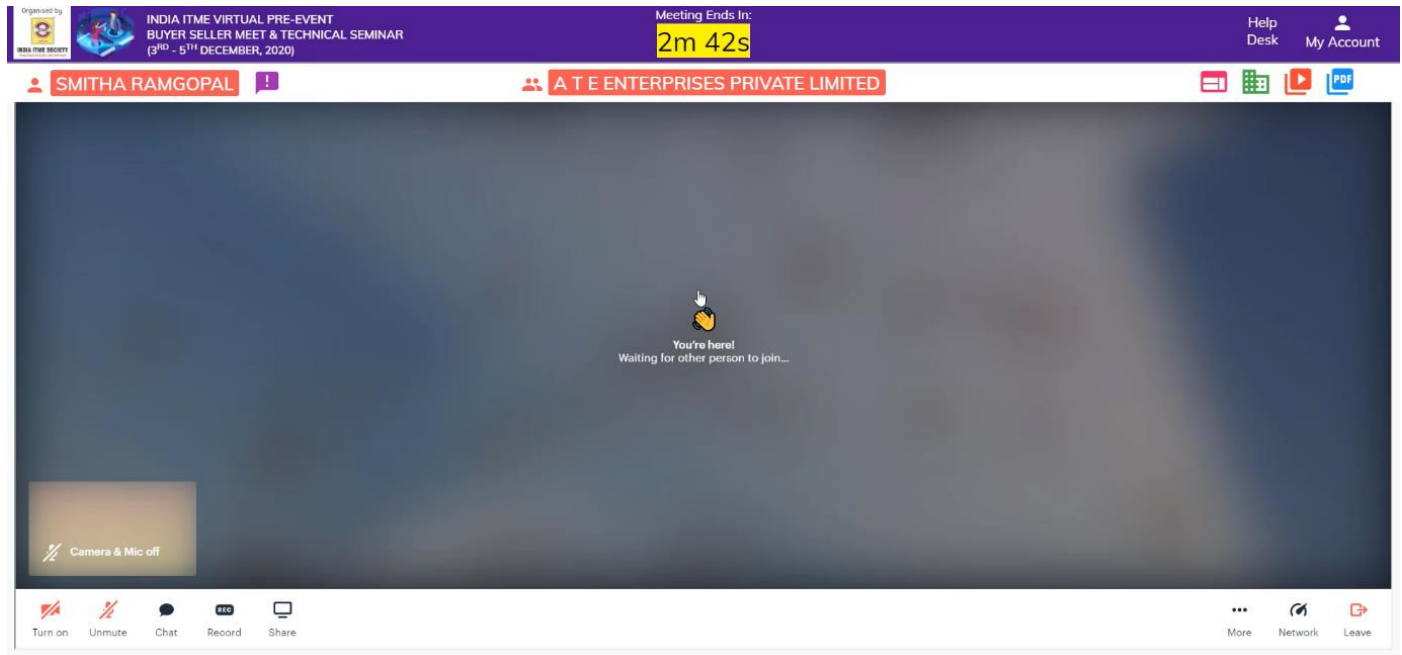 Organised by
INDIA ITME SOCIETY
INDIA ITME VIRTUAL PRE-EVENT
BUYER SELLER MEET & TECHNICAL SEMINAR
(3RD - 5TH DECEMBER, 2020)
Meeting Ends In:
2m 42s
Help
Desk
My Account
SMITHA RAMGOPAL
A T E ENTERPRISES PRIVATE LIMITED
PDF
You're here!
Waiting for other person to join...
Camera & Mic off
REC
Turn on
Unmute
Chat
Record
Share
More
Network
Leave